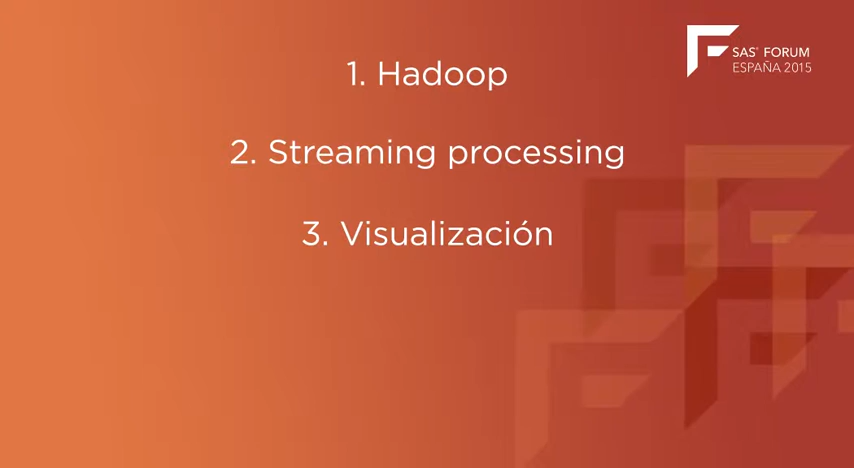 SAS® FORUM
ESPAÑA 2015
1. Hadoop
2. Streaming processing
3. Visualización